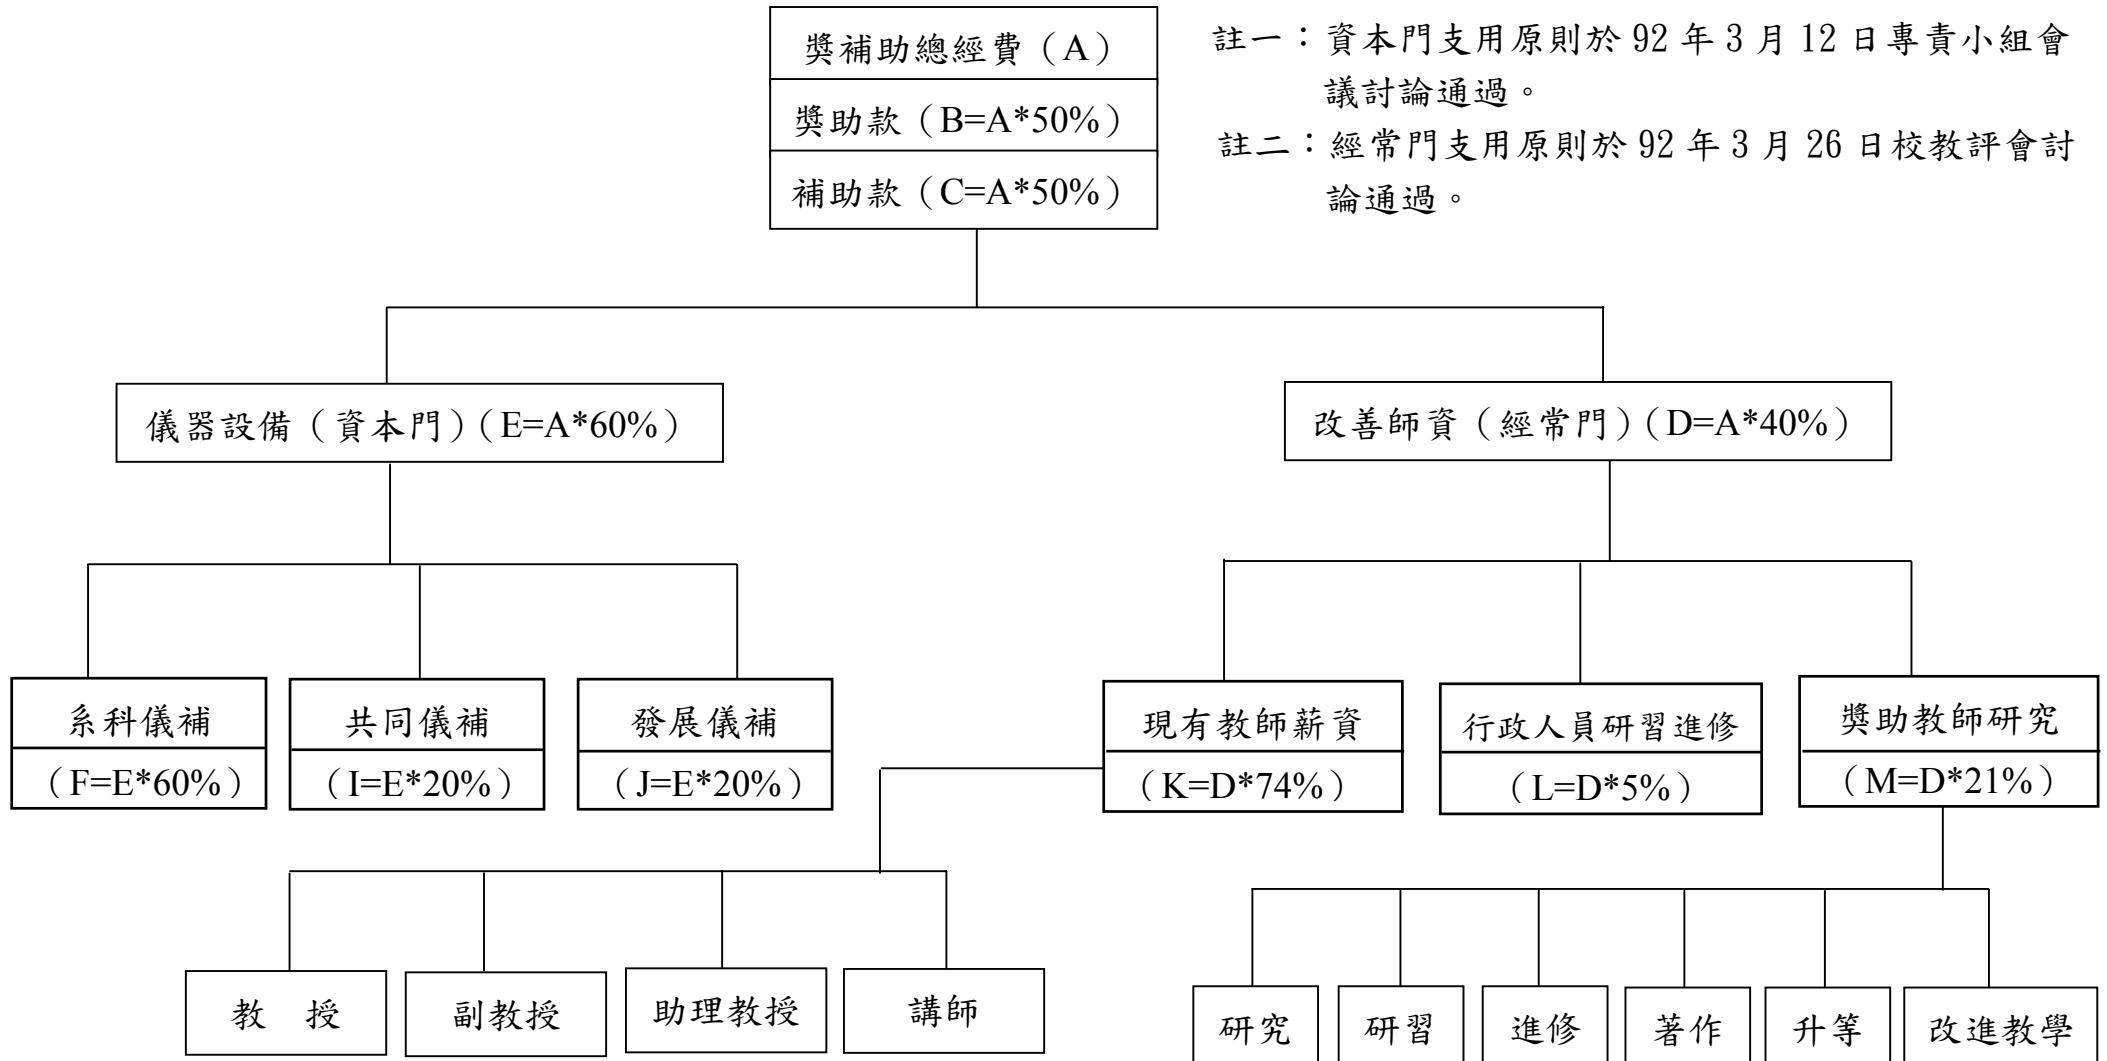 獎補助總經費（A）
獎助款（B=A*50%）
補助款（C=A*50%）
註一：資本門支用原則於 92 年 3 月 12 日專責小組會
議討論通過。
註二：經常門支用原則於 92 年 3 月 26 日校教評會討
論通過。
儀器設備（資本門）（E=A*60%）
改善師資（經常門）（D=A*40%）
系科儀補
（F=E*60%）
共同儀補
（I=E*20%）
發展儀補
（J=E*20%）
現有教師薪資
（K=D*74%）
行政人員研習進修
（L=D*5%）
獎助教師研究
（M=D*21%）
教　授
副教授
助理教授
講師
研究
研習
進修
著作
升等
改進教學